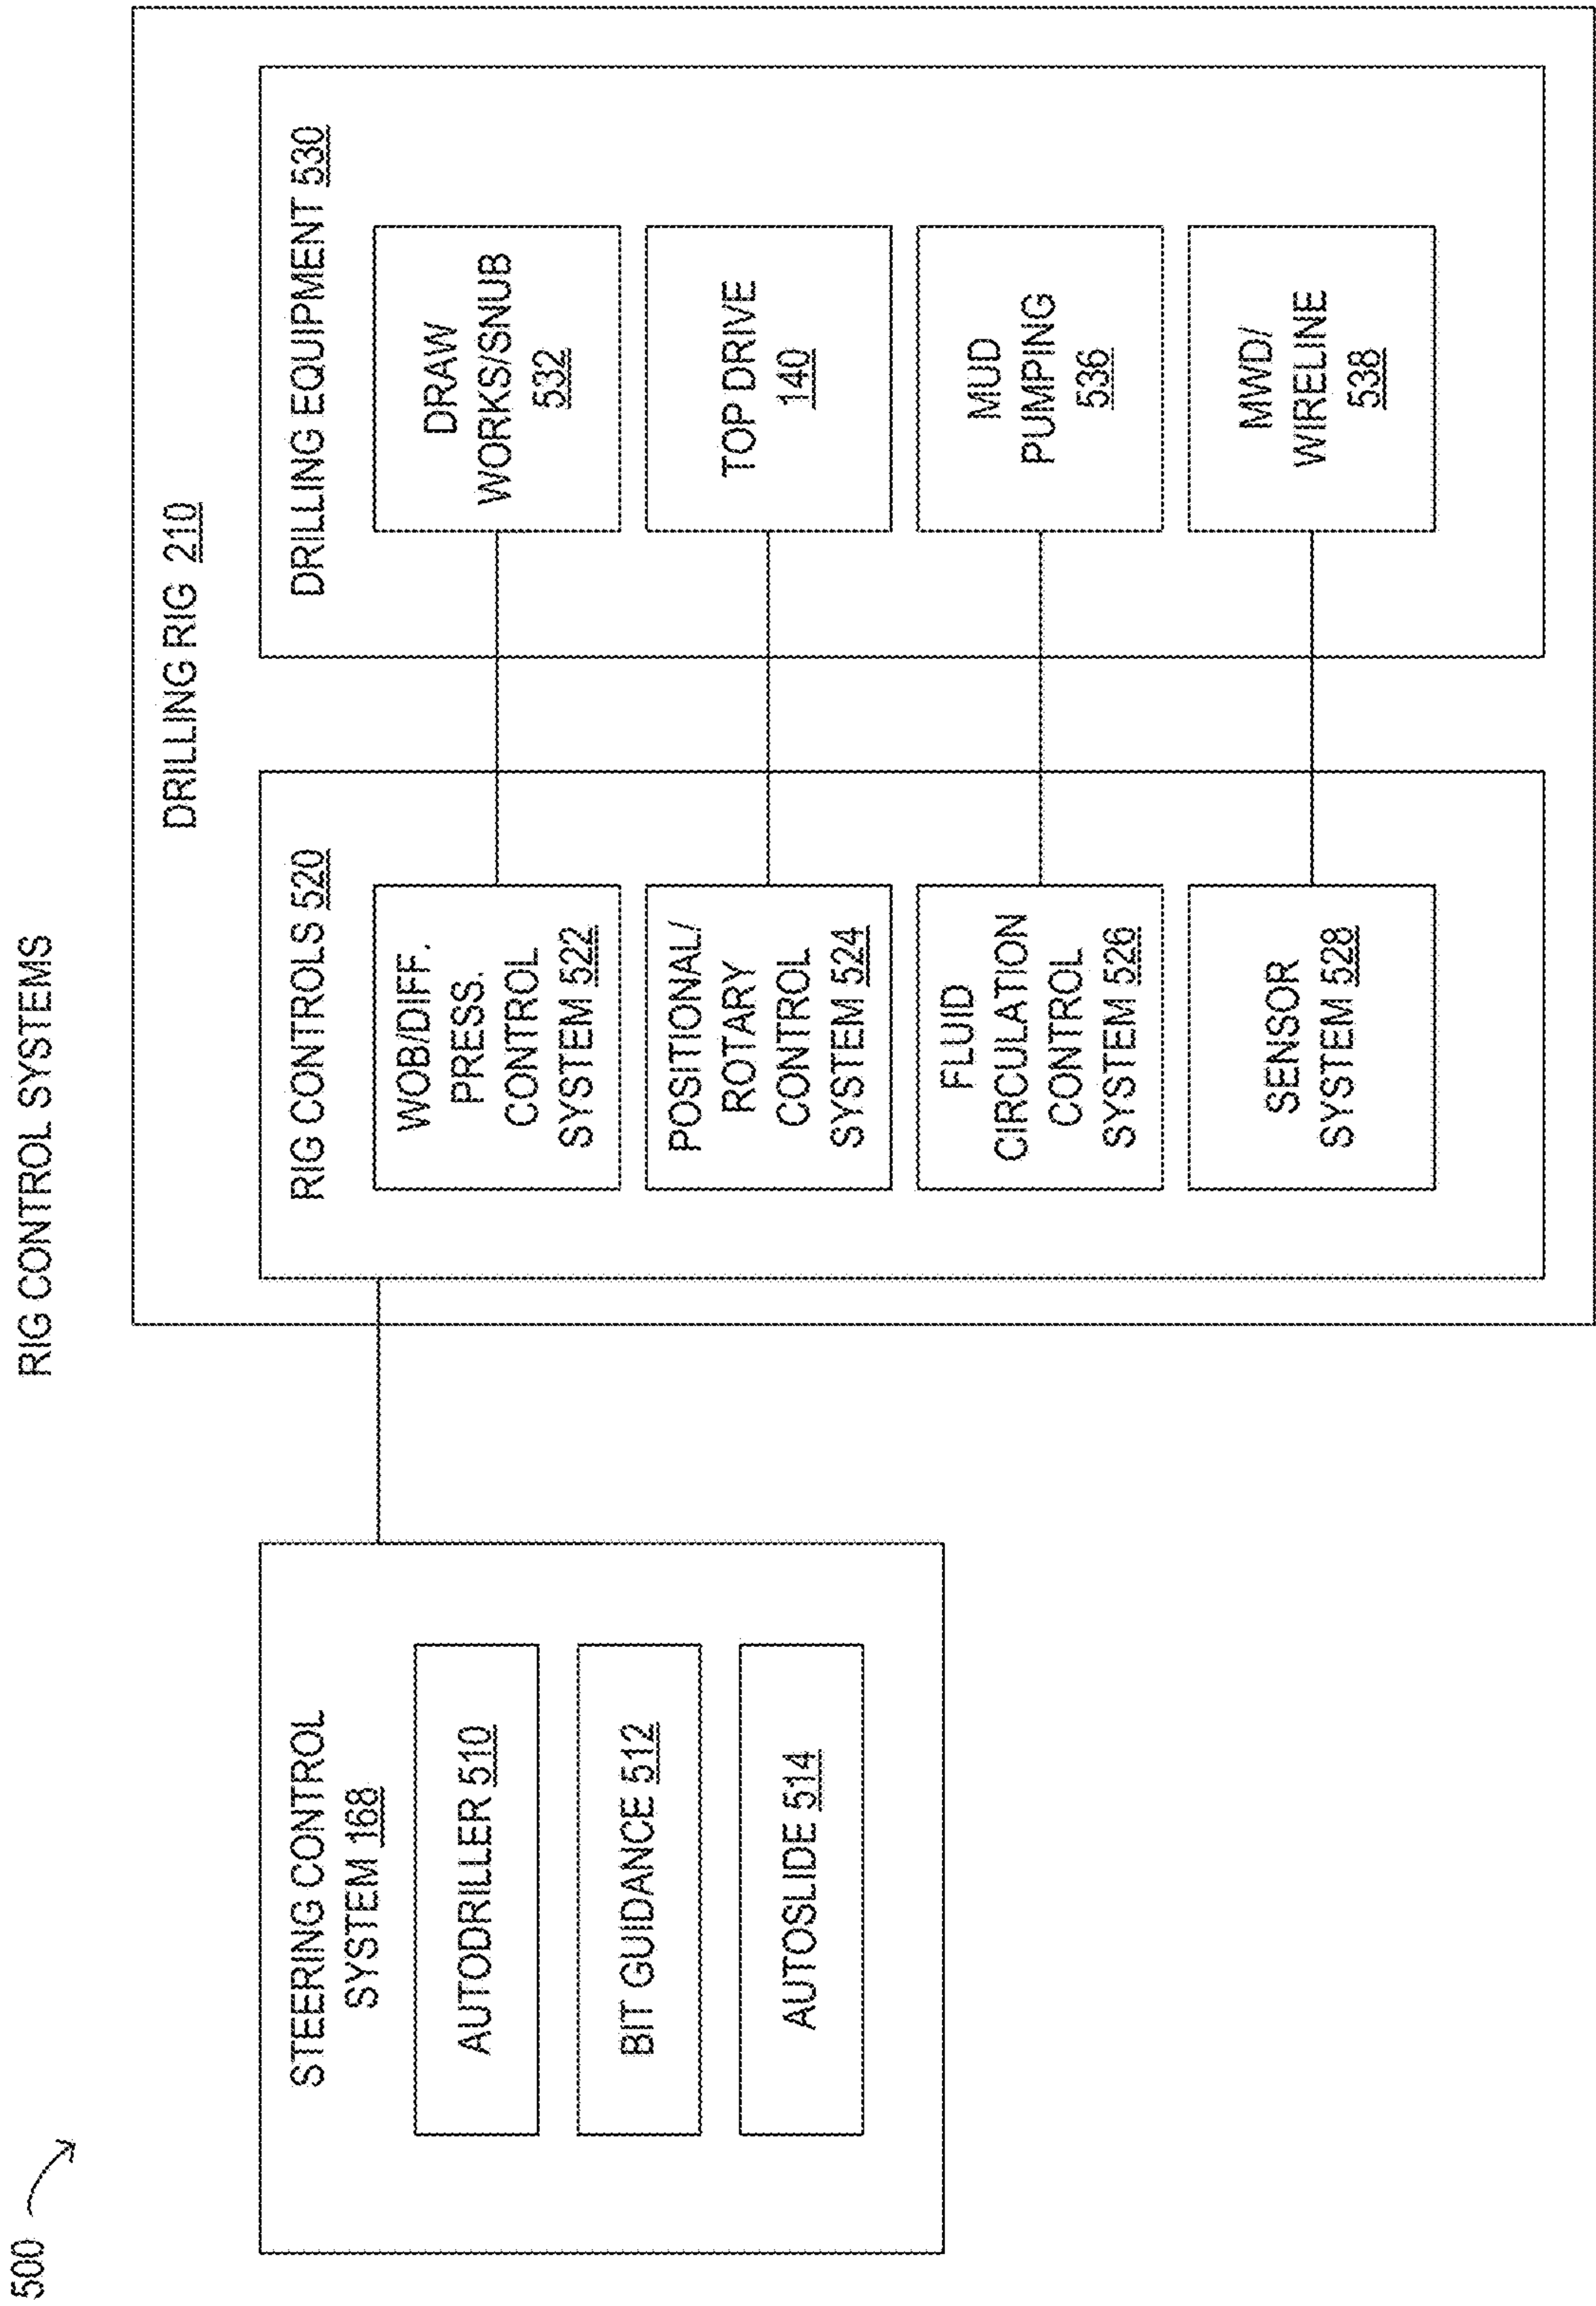 500
RIG CONTROL SYSTEMS
STEERING CONTROL
SYSTEM 168
AUTODRILLER 510
BIT GUIDANCE 512
AUTOSLIDE 514
DRILLING RIG 210
RIG CONTROLS 520
WOB/DIFF.
PRESS.
CONTROL
SYSTEM 522
POSITIONAL/
ROTARY
CONTROL
SYSTEM 524
FLUID
CIRCULATION
CONTROL
SYSTEM 526
SENSOR
SYSTEM 528
DRILLING EQUIPMENT 530
DRAW
WORKS/SNUB
532
TOP DRIVE
140
MUD
PUMPING
536
MWD/
WIRELINE
538